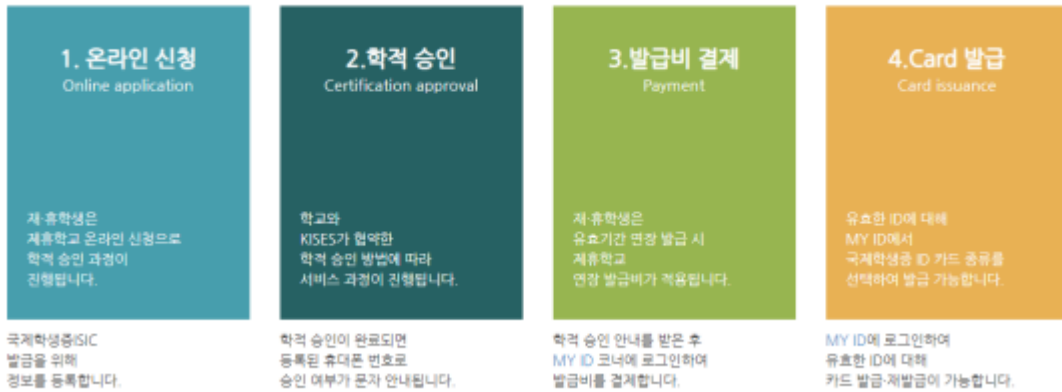 1. 온라인 신청
Online application
재·휴학생은
제휴학교 온라인 신청으로
학적 승인 과정이
진행됩니다.
국제학생증ISIC
발급을 위해
정보를 등록합니다.
2.학적 승인
Certification approval
학교와
KISES가 협약한
학적 승인 방법에 따라
서비스 과정이 진행됩니다.
학적 승인이 완료되면
등록된 휴대폰 번호로
승인 여부가 문자 안내됩니다.
3.발급비 결제
Payment
재·휴학생은
유효기간 연장 발급 시
제휴학교
연장 발급비가 적용됩니다.
학적 승인 안내를 받은 후
MY ID 코너에 로그인하여
발급비를 결제합니다.
4.Card 발급
Card issuance
유효한 ID에 대해
MY ID에서
국제학생증 ID 카드 종류를
선택하여 발급 가능합니다.
MY ID에 로그인하여
유효한 ID에 대해
카드 발급·재발급이 가능합니다.